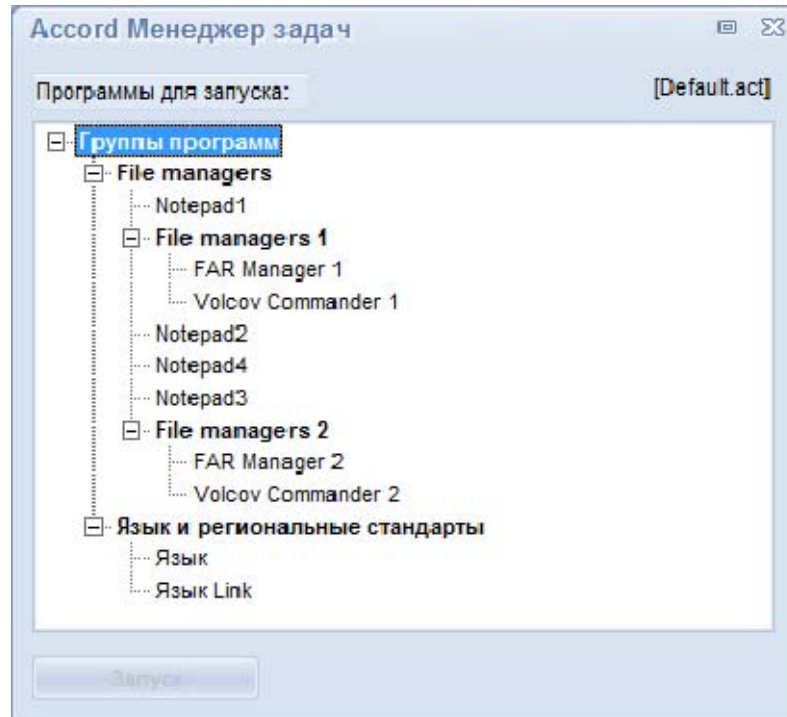 Accord Менеджер задач
Программы для запуска: [Default.act]
Группы программ
File managers
Notepad1
File managers 1
FAR Manager 1
Volcov Commander 1
Notepad2
Notepad4
Notepad3
File managers 2
FAR Manager 2
Volcov Commander 2
Язык и региональные стандарты
Язык
Язык Link
Запуск